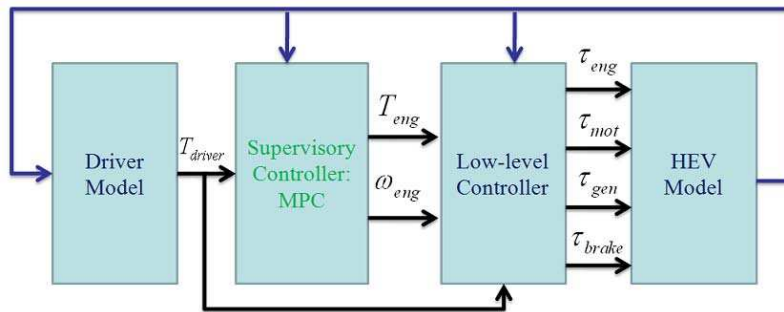 Driver
Model
T_driver
Supervisory
Controller:
MPC
T_eng
ω_eng
Low-level
Controller
τ_eng
τ_mot
τ_gen
τ_brake
HEV
Model